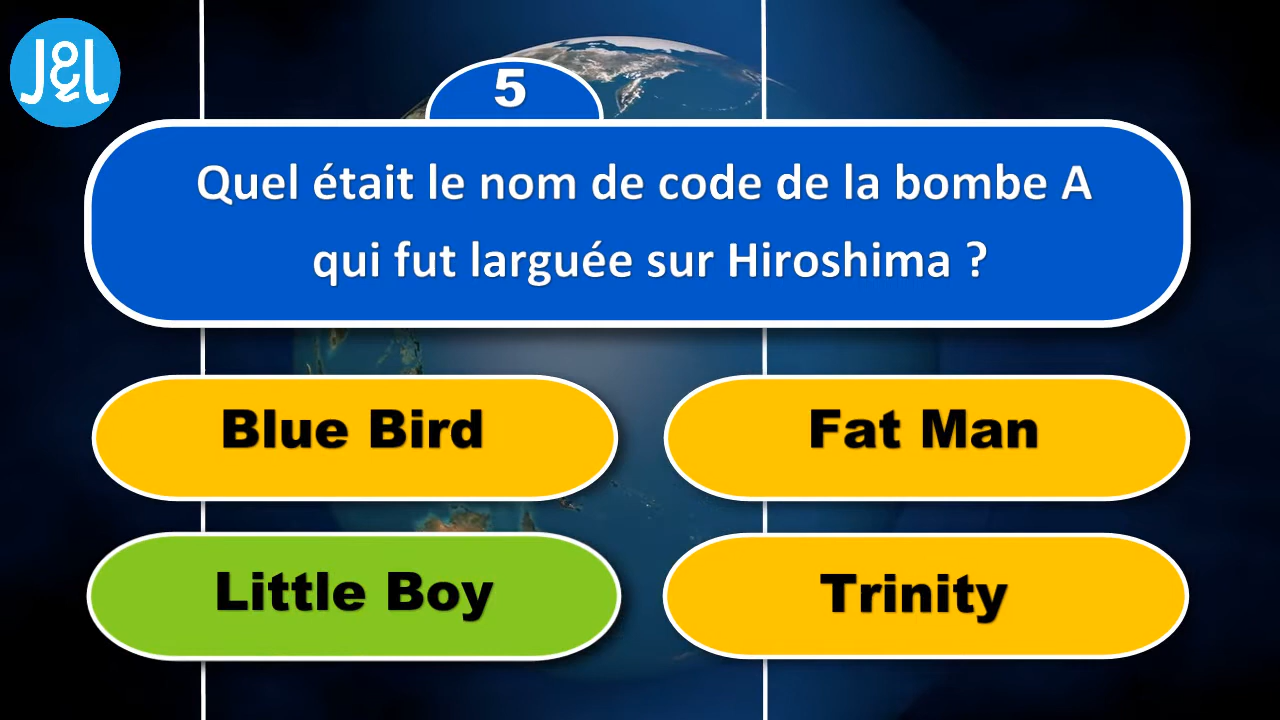 J&L
5
Quel était le nom de code de la bombe A
qui fut larguée sur Hiroshima ?
Blue Bird
Fat Man
Little Boy
Trinity